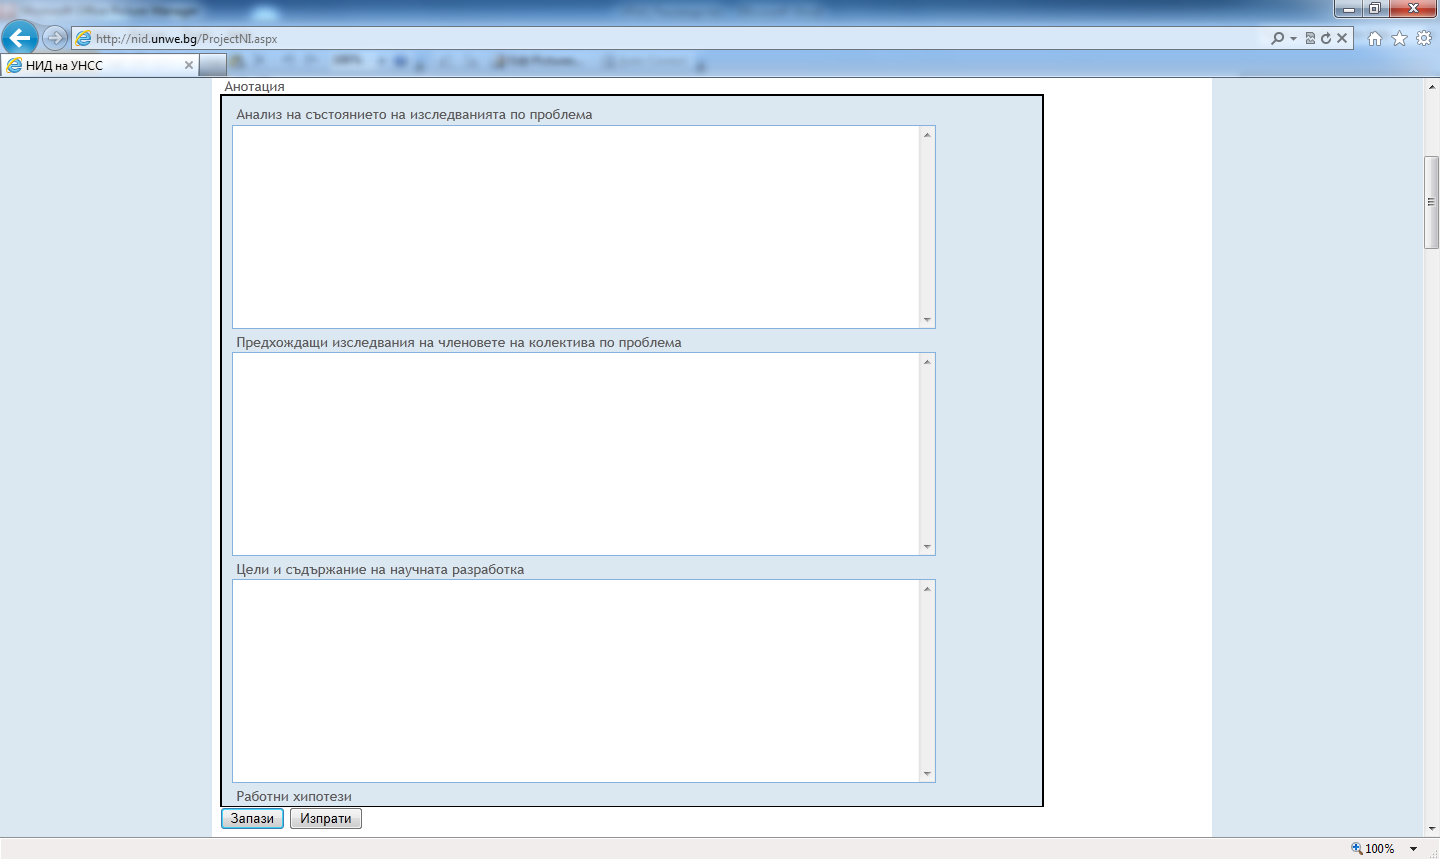 http://nid.unwe.bg/ProjectNI.aspx
НИД на УНСС
Анотация
Анализ на състоянието на изследванията по проблема
Предхождащи изследвания на членовете на колектива по проблема
Цели и съдържание на научната разработка
Работни хипотези
Запази Изпрати
100%